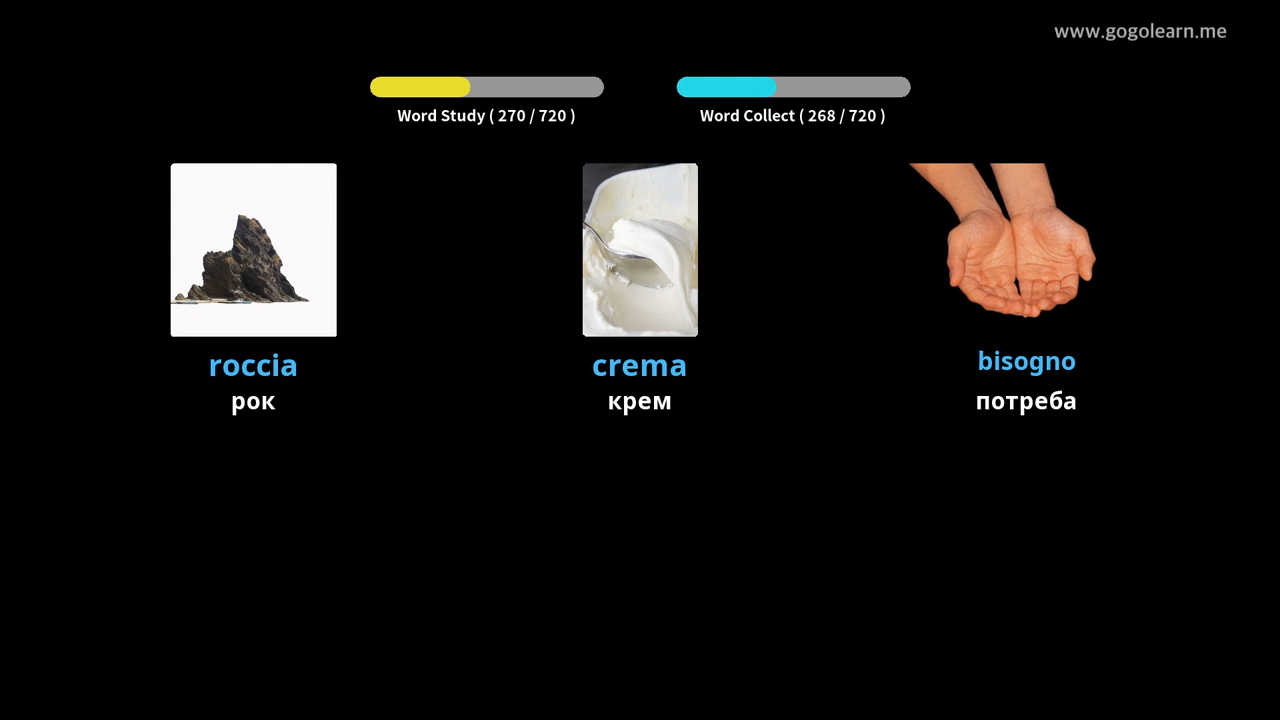 www.gogolearn.me
Word Study ( 270 / 720 )
Word Collect ( 268 / 720 )
roccia
crema
bisogno
рок
крем
потреба